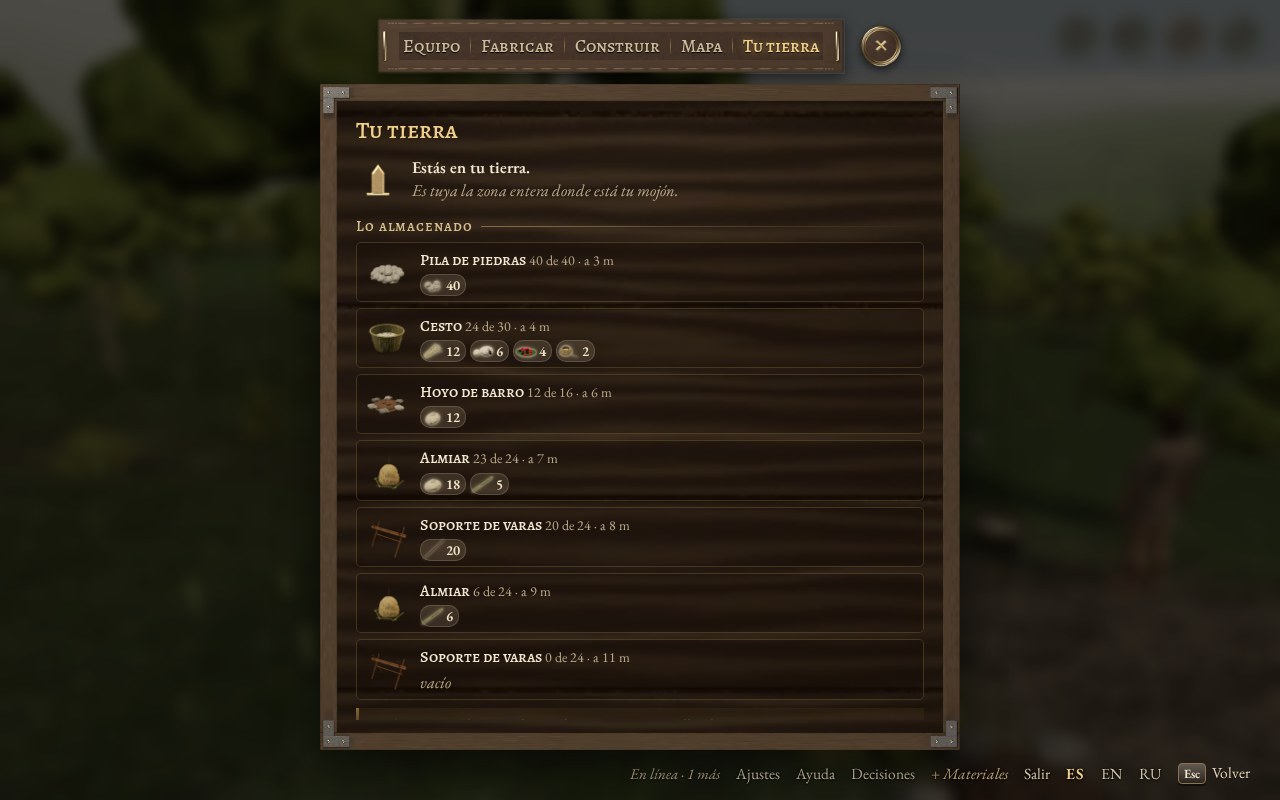 Equipo Fabricar Construir Mapa Tu tierra ×
Tu tierra
Estás en tu tierra.
Es tuya la zona entera donde está tu mojón.
Lo almacenado
Pila de piedras 40 de 40 · a 3 m
40
Cesto 24 de 30 · a 4 m
12 6 4 2
Hoyo de barro 12 de 16 · a 6 m
12
Almiar 23 de 24 · a 7 m
18 5
Soporte de varas 20 de 24 · a 8 m
20
Almiar 6 de 24 · a 9 m
6
Soporte de varas 0 de 24 · a 11 m
vacío
En línea · 1 más Ajustes Ayuda Decisiones + Materiales Salir ES EN RU Esc Volver